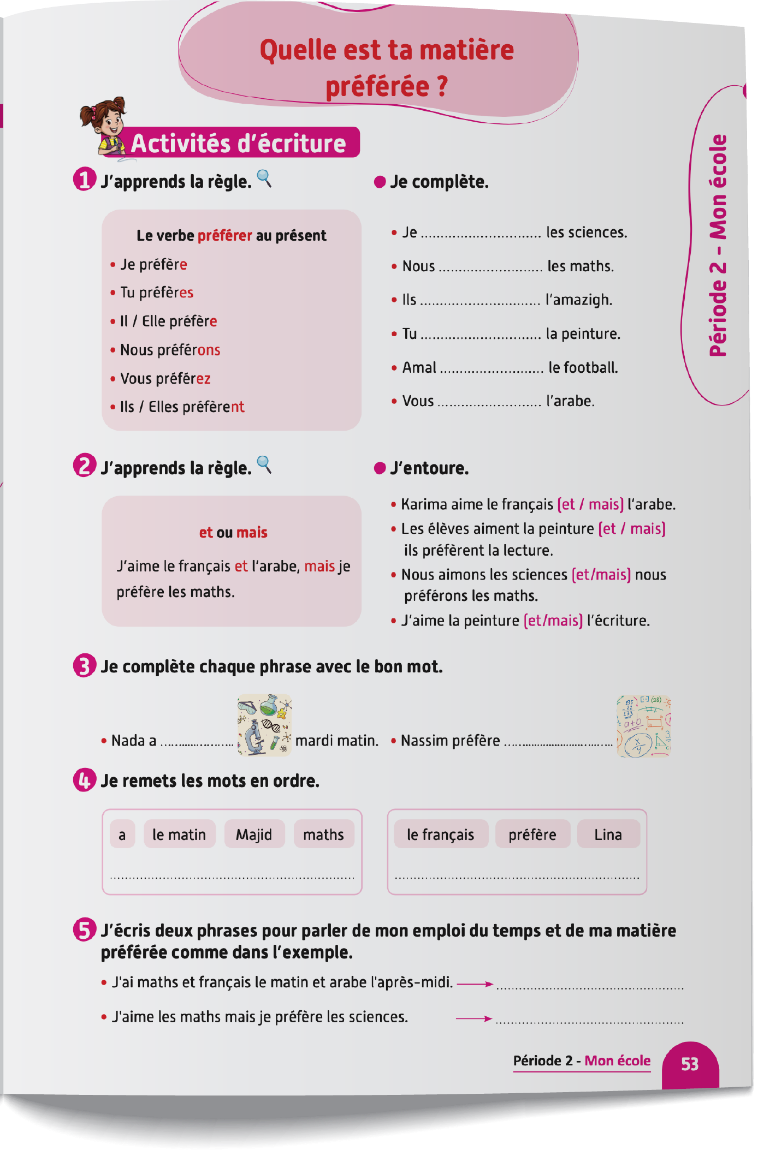 Quelle est ta matière
préférée ?
Activités d'écriture
1 J'apprends la règle.
Le verbe préférer au présent
• Je préfère
• Tu préfères
• Il / Elle préfère
• Nous préférons
• Vous préférez
• Ils / Elles préfèrent
● Je complète.
• Je .............................. les sciences.
• Nous .......................... les maths.
• Ils .............................. l'amazigh.
• Tu .............................. la peinture.
• Amal .......................... le football.
• Vous .......................... l'arabe.
2 J'apprends la règle.
et ou mais
J'aime le français et l'arabe, mais je
préfère les maths.
● J'entoure.
• Karima aime le français (et / mais) l'arabe.
• Les élèves aiment la peinture (et / mais)
ils préfèrent la lecture.
• Nous aimons les sciences (et/mais) nous
préférons les maths.
• J'aime la peinture (et/mais) l'écriture.
3 Je complète chaque phrase avec le bon mot.
• Nada a .................... mardi matin. • Nassim préfère ..............................
4 Je remets les mots en ordre.
a le matin Majid maths
..............................................................
le français préfère Lina
..............................................................
5 J'écris deux phrases pour parler de mon emploi du temps et de ma matière
préférée comme dans l'exemple.
• J'ai maths et français le matin et arabe l'après-midi. ................................................
• J'aime les maths mais je préfère les sciences. ................................................
Période 2 - Mon école 53
Période 2 - Mon école